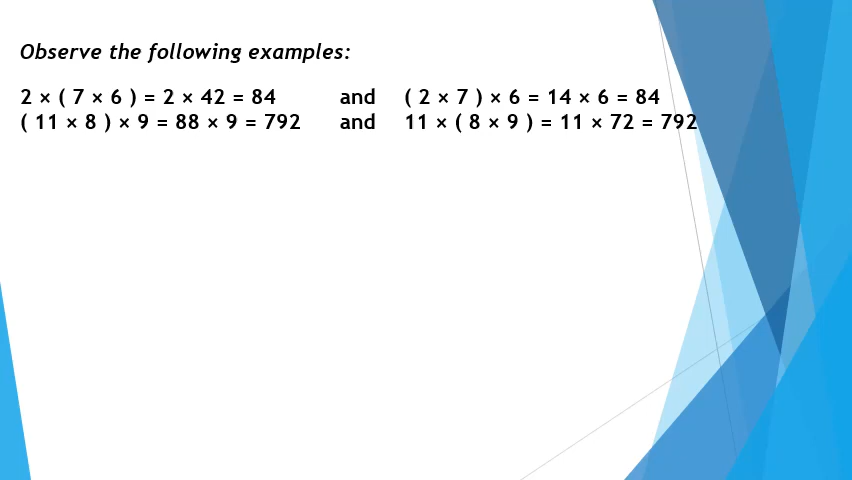 Observe the following examples:
2 × ( 7 × 6 ) = 2 × 42 = 84 and ( 2 × 7 ) × 6 = 14 × 6 = 84
( 11 × 8 ) × 9 = 88 × 9 = 792 and 11 × ( 8 × 9 ) = 11 × 72 = 792